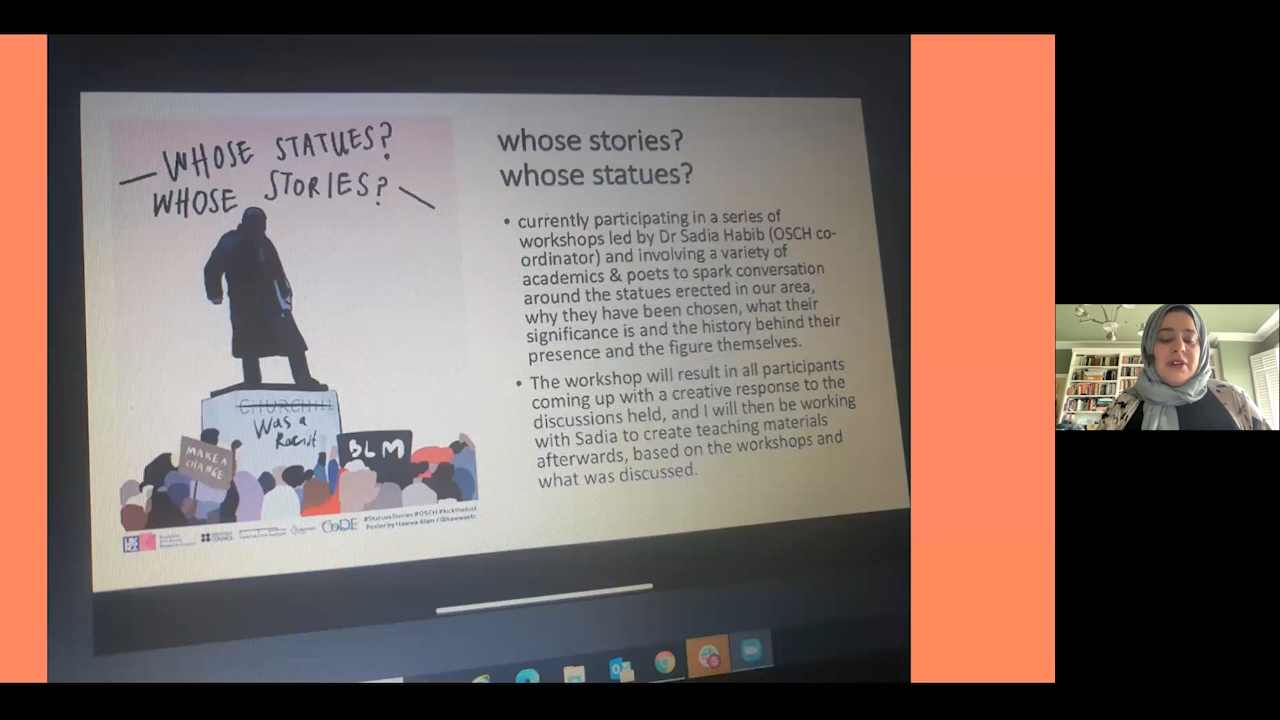 WHOSE STATUES?
WHOSE STORIES?
CHURCHILL
Was a
Racist
MAKE A
CHANGE
BLM
CoDE
#StatuesStories #OSCH #kickthedust
BRITISH
COUNCIL
whose stories?
whose statues?
• currently participating in a series of
workshops led by Dr Sadia Habib (OSCH co-
ordinator) and involving a variety of
academics & poets to spark conversation
around the statues erected in our area,
why they have been chosen, what their
significance is and the history behind their
presence and the figure themselves.
• The workshop will result in all participants
coming up with a creative response to the
discussions held, and I will then be working
with Sadia to create teaching materials
afterwards, based on the workshops and
what was discussed.